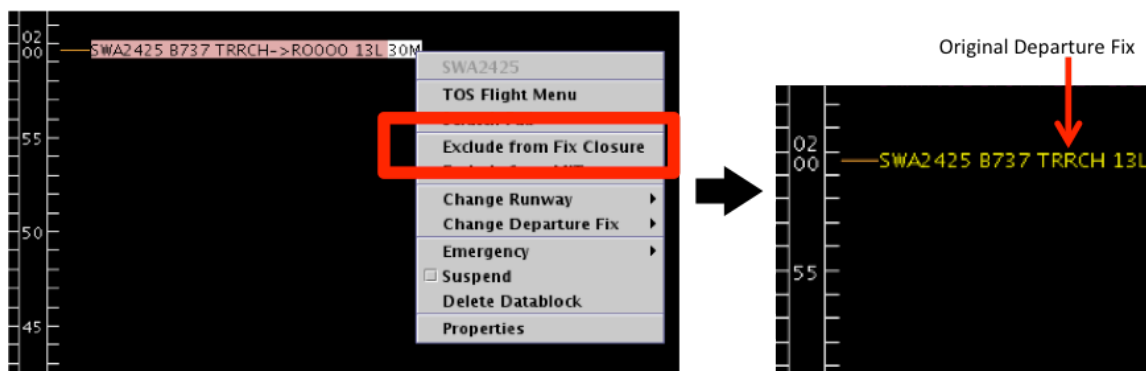 02
00
SWA2425 B737 TRRCH->ROOOO 13L 30M
55
50
45
SWA2425
TOS Flight Menu
Exclude from Fix Closure
Change Runway
Change Departure Fix
Emergency
Suspend
Delete Datablock
Properties
Original Departure Fix
02
00
SWA2425 B737 TRRCH 13L
55